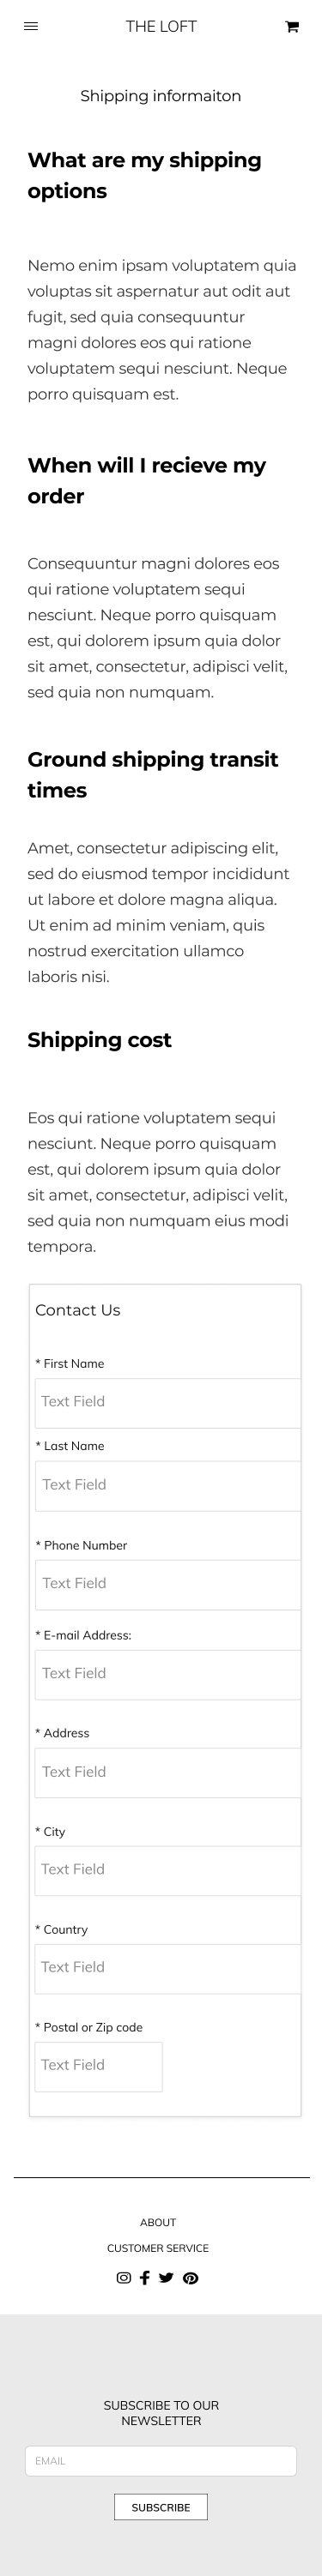 THE LOFT
Shipping informaiton
What are my shipping
options
Nemo enim ipsam voluptatem quia
voluptas sit aspernatur aut odit aut
fugit, sed quia consequuntur
magni dolores eos qui ratione
voluptatem sequi nesciunt. Neque
porro quisquam est.
When will I recieve my
order
Consequuntur magni dolores eos
qui ratione voluptatem sequi
nesciunt. Neque porro quisquam
est, qui dolorem ipsum quia dolor
sit amet, consectetur, adipisci velit,
sed quia non numquam.
Ground shipping transit
times
Amet, consectetur adipiscing elit,
sed do eiusmod tempor incididunt
ut labore et dolore magna aliqua.
Ut enim ad minim veniam, quis
nostrud exercitation ullamco
laboris nisi.
Shipping cost
Eos qui ratione voluptatem sequi
nesciunt. Neque porro quisquam
est, qui dolorem ipsum quia dolor
sit amet, consectetur, adipisci velit,
sed quia non numquam eius modi
tempora.
Contact Us
* First Name
Text Field
* Last Name
Text Field
* Phone Number
Text Field
* E-mail Address:
Text Field
* Address
Text Field
* City
Text Field
* Country
Text Field
* Postal or Zip code
Text Field
ABOUT
CUSTOMER SERVICE
SUBSCRIBE TO OUR
NEWSLETTER
EMAIL
SUBSCRIBE